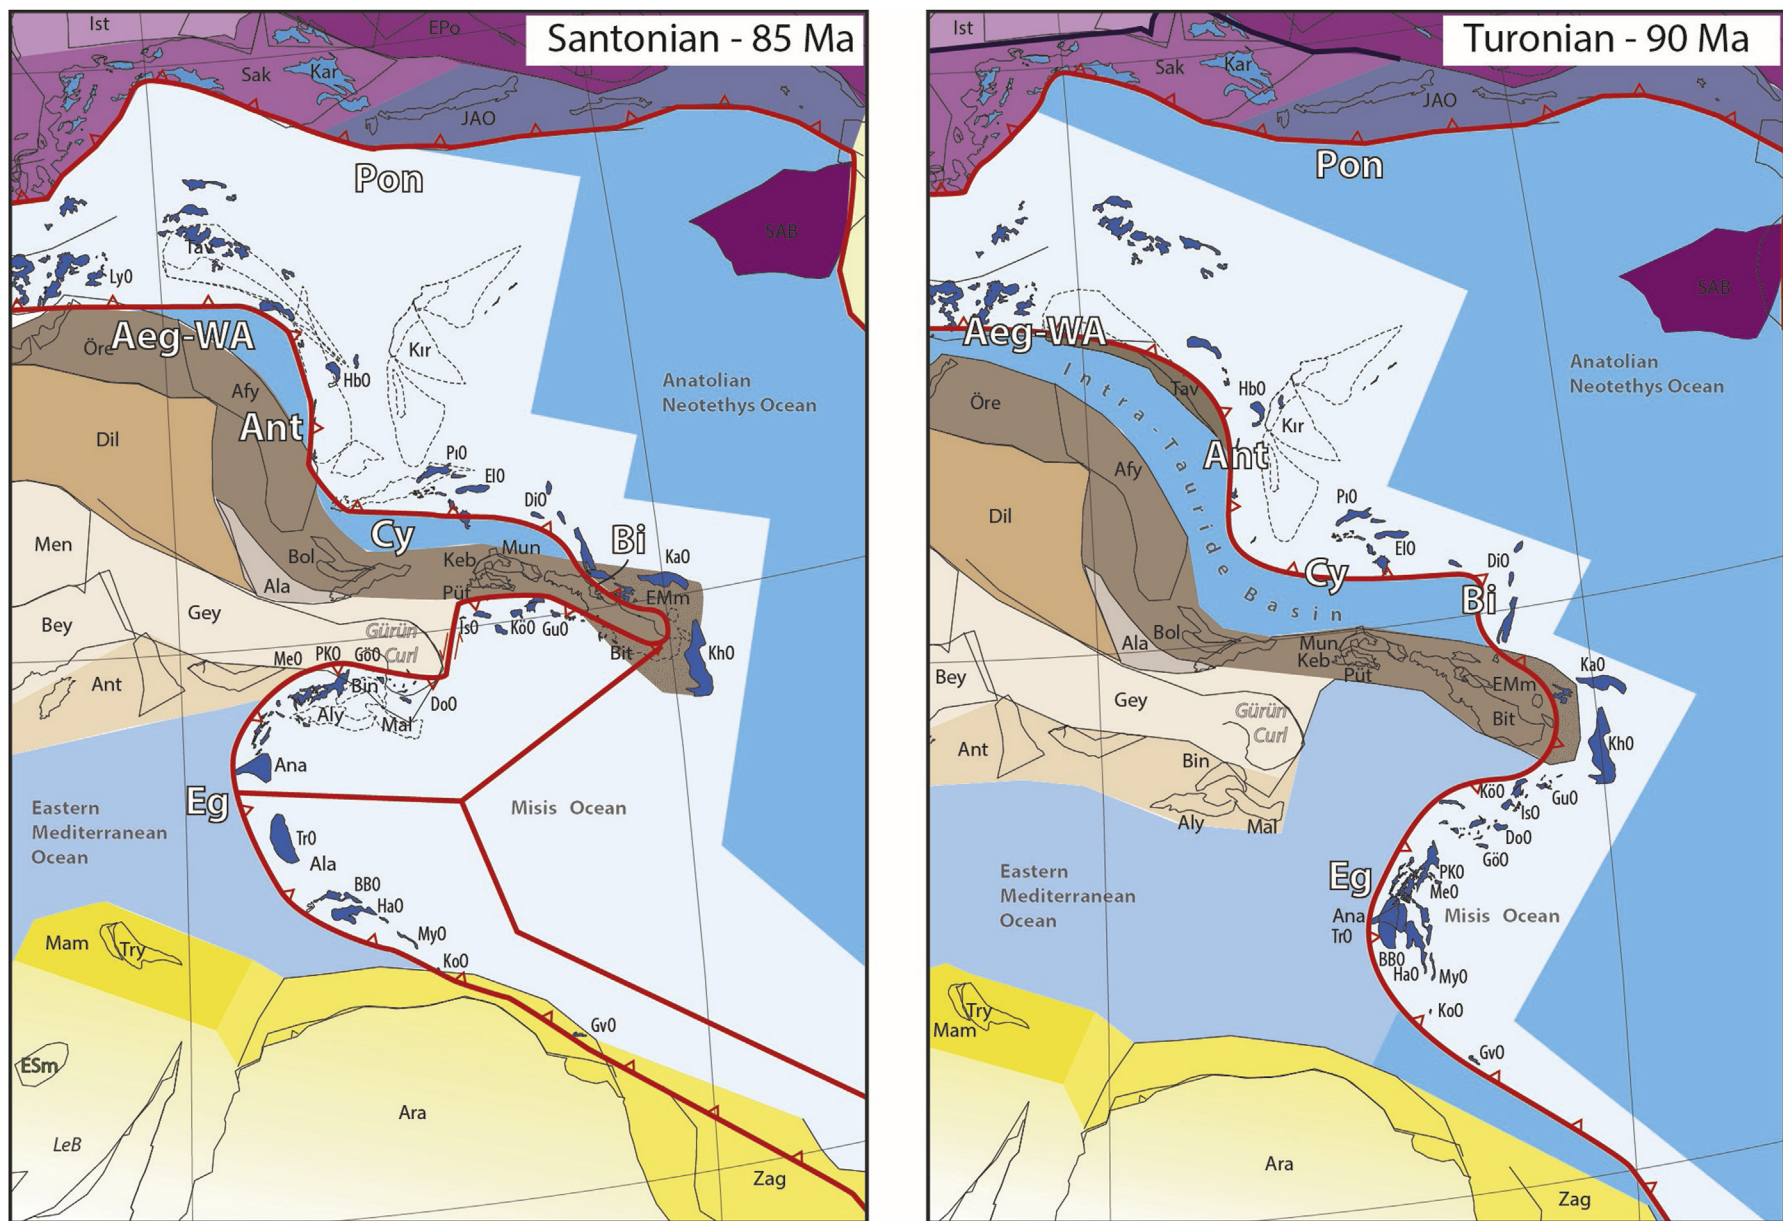 Santonian - 85 Ma
Ist
EPo
Sak
Kar
JAO
Pon
SAB
Tav
LyO
Aeg-WA
Öre
Kır
HbO
Afy
Anatolian
Neotethys Ocean
Ant
Dil
PıO
ElO
DiO
Cy
Bi
Men
Bol
Keb
Mun
KaO
Ala
Püt
EMm
Bey
Gey
Gürün
Curl
IsO
KöO
GuO
Bit
KhO
MeO
PKO
GöO
Ant
Bin
DoO
Aly
Mal
Ana
Eg
Misis Ocean
Eastern
Mediterranean
Ocean
TrO
Ala
BBO
HaO
MyO
Mam
Try
KoO
GvO
ESm
Ara
LeB
Zag
Turonian - 90 Ma
Ist
Sak
Kar
JAO
Pon
SAB
Aeg-WA
Intra-Tauride Basin
Tav
HbO
Anatolian
Neotethys Ocean
Öre
Kır
Ant
Afy
Dil
PıO
ElO
DiO
Cy
Bi
Ala
Bol
Mun
Keb
Püt
KaO
EMm
Bey
Gey
Gürün
Curl
Bit
KhO
Ant
Bin
KöO
GuO
IsO
Aly
Mal
DoO
GöO
Eg
PKO
MeO
Eastern
Mediterranean
Ocean
Ana
TrO
Misis Ocean
BBO
HaO
MyO
Try
Mam
KoO
GvO
Ara
Zag